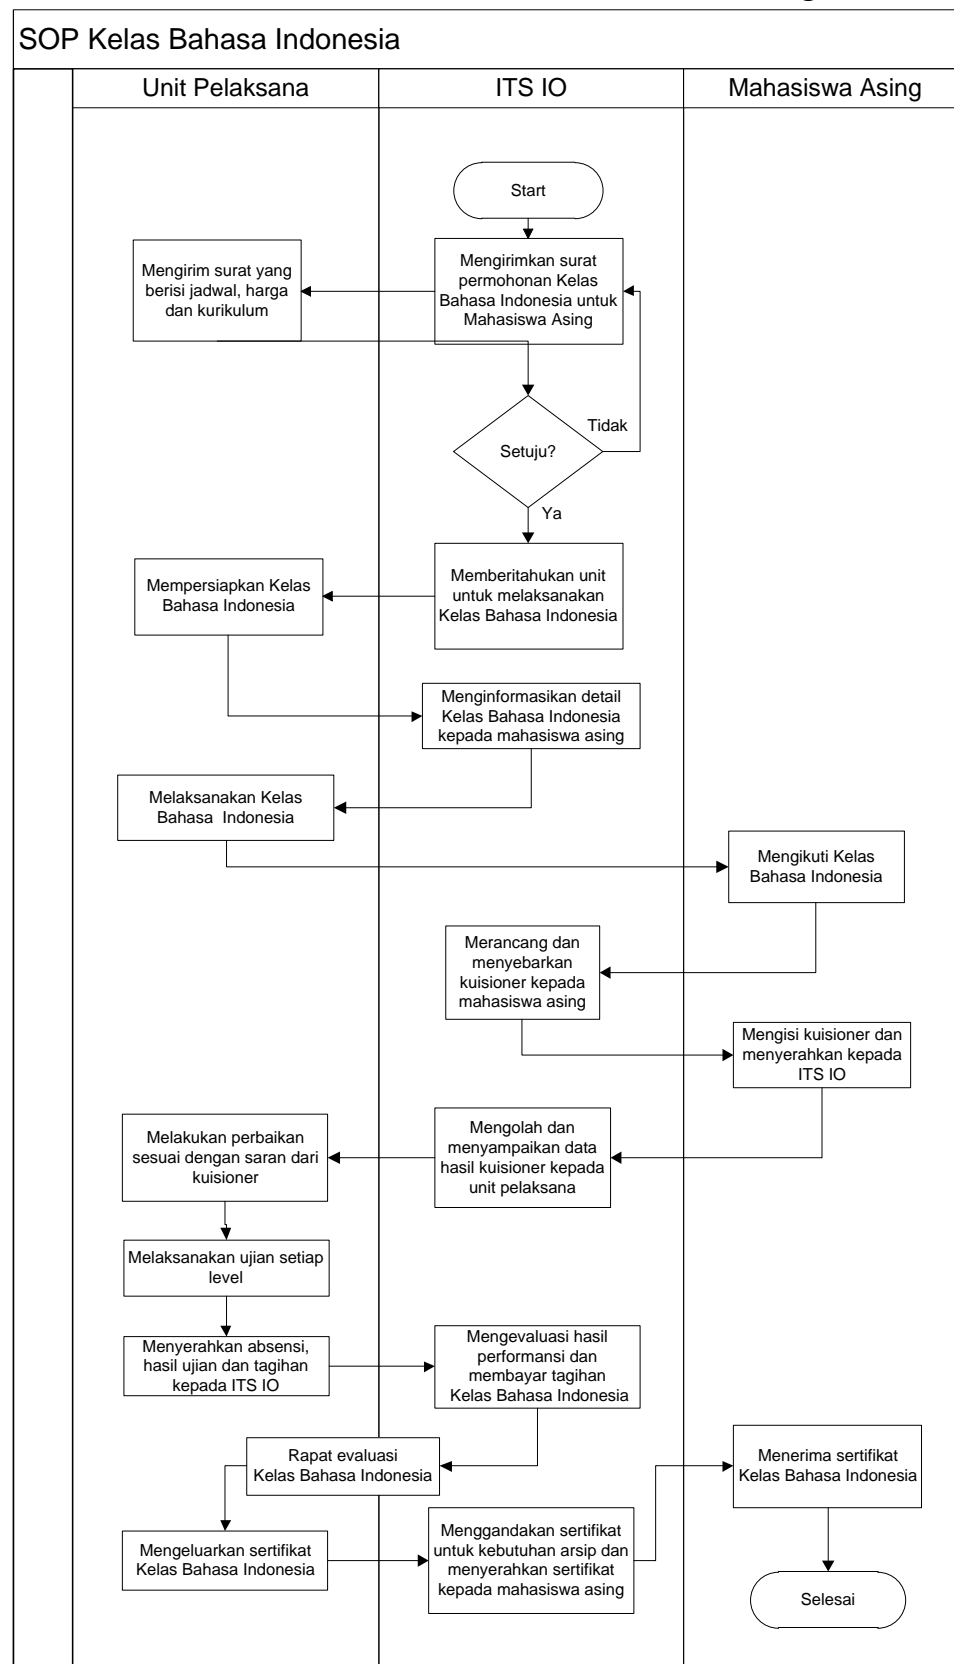 SOP Kelas Bahasa Indonesia
Unit Pelaksana
ITS IO
Mahasiswa Asing
Start
Mengirim surat yang
berisi jadwal, harga
dan kurikulum
Mengirimkan surat
permohonan Kelas
Bahasa Indonesia untuk
Mahasiswa Asing
Tidak
Setuju?
Ya
Mempersiapkan Kelas
Bahasa Indonesia
Memberitahukan unit
untuk melaksanakan
Kelas Bahasa Indonesia
Menginformasikan detail
Kelas Bahasa Indonesia
kepada mahasiswa asing
Melaksanakan Kelas
Bahasa  Indonesia
Mengikuti Kelas
Bahasa Indonesia
Merancang dan
menyebarkan
kuisioner kepada
mahasiswa asing
Mengisi kuisioner dan
menyerahkan kepada
ITS IO
Mengolah dan
menyampaikan data
hasil kuisioner kepada
unit pelaksana
Melakukan perbaikan
sesuai dengan saran dari
kuisioner
Melaksanakan ujian setiap
level
Menyerahkan absensi,
hasil ujian dan tagihan
kepada ITS IO
Mengevaluasi hasil
performansi dan
membayar tagihan
Kelas Bahasa Indonesia
Rapat evaluasi
Kelas Bahasa Indonesia
Mengeluarkan sertifikat
Kelas Bahasa Indonesia
Menggandakan sertifikat
untuk kebutuhan arsip dan
menyerahkan sertifikat
kepada mahasiswa asing
Menerima sertifikat
Kelas Bahasa Indonesia
Selesai